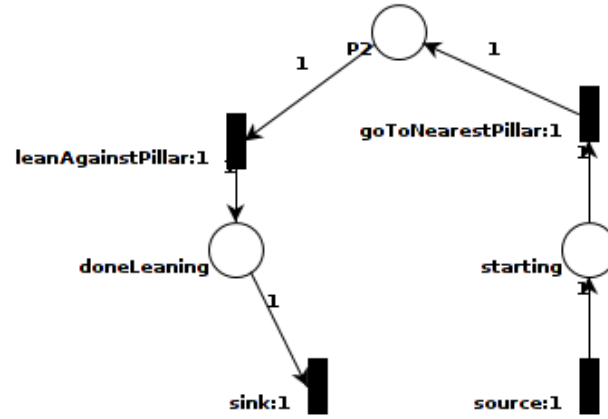 P2
1
1
goToNearestPillar:1
1
leanAgainstPillar:1
1
doneLeaning
starting
1
1
sink:1
source:1